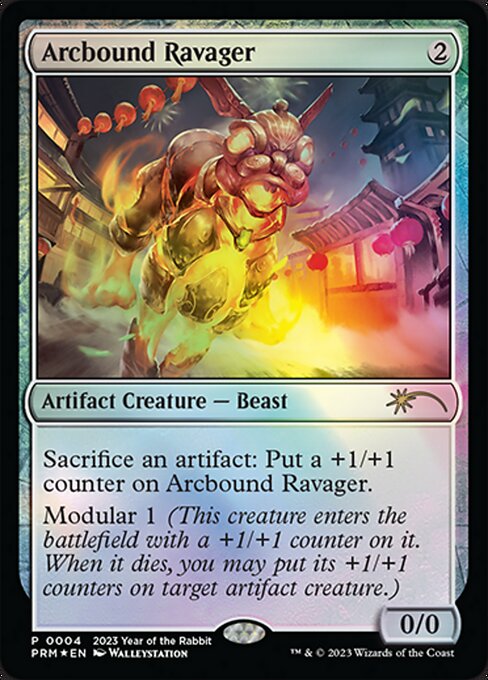 Arcbound Ravager 2
Artifact Creature — Beast
Sacrifice an artifact: Put a +1/+1
counter on Arcbound Ravager.
Modular 1 (This creature enters the
battlefield with a +1/+1 counter on it.
When it dies, you may put its +1/+1
counters on target artifact creature.)
0/0
P 0004 2023 Year of the Rabbit
PRM★EN Walleystation
™ & © 2023 Wizards of the Coast